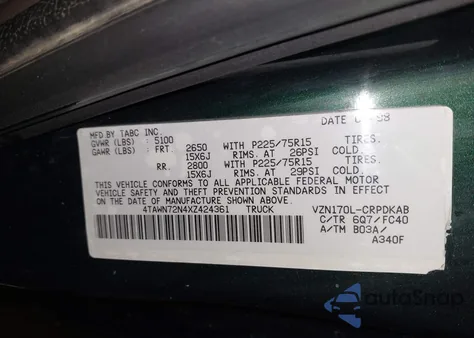 MFD BY TABC INC. DATE 98
GVWR (LBS) : 5100
GAWR (LBS) : FRT. 2650 WITH P225/75R15 TIRES.
15X6J RIMS. AT 26PSI COLD.
RR. 2800 WITH P225/75R15 TIRES.
15X6J RIMS. AT 29PSI COLD.
THIS VEHICLE CONFORMS TO ALL APPLICABLE FEDERAL MOTOR
VEHICLE SAFETY AND THEFT PREVENTION STANDARDS IN EFFECT
ON THE DATE OF MANUFACTURE SHOWN ABOVE.
4TAWN72N4XZ424361 TRUCK VZN170L-CRPDKAB
C/TR 6Q7/FC40
A/TM B03A/
A340F
autoSnap